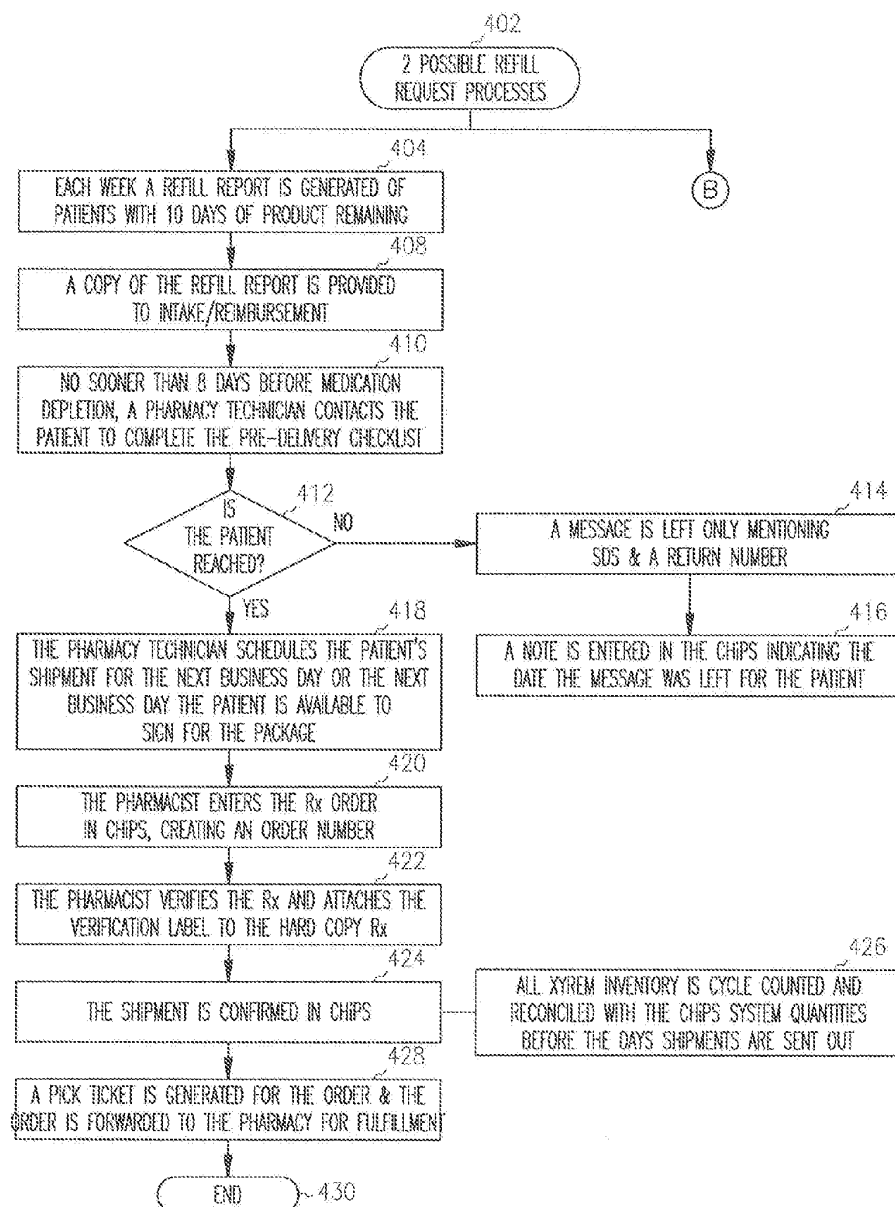 402
2 POSSIBLE REFILL
REQUEST PROCESSES
404
EACH WEEK A REFILL REPORT IS GENERATED OF
PATIENTS WITH 10 DAYS OF PRODUCT REMAINING
B
408
A COPY OF THE REFILL REPORT IS PROVIDED
TO INTAKE/REIMBURSEMENT
410
NO SOONER THAN 8 DAYS BEFORE MEDICATION
DEPLETION, A PHARMACY TECHNICIAN CONTACTS THE
PATIENT TO COMPLETE THE PRE-DELIVERY CHECKLIST
412
IS
THE PATIENT
REACHED?
NO
YES
414
A MESSAGE IS LEFT ONLY MENTIONING
SDS & A RETURN NUMBER
416
A NOTE IS ENTERED IN THE CHIPS INDICATING THE
DATE THE MESSAGE WAS LEFT FOR THE PATIENT
418
THE PHARMACY TECHNICIAN SCHEDULES THE PATIENT'S
SHIPMENT FOR THE NEXT BUSINESS DAY OR THE NEXT
BUSINESS DAY THE PATIENT IS AVAILABLE TO
SIGN FOR THE PACKAGE
420
THE PHARMACIST ENTERS THE Rx ORDER
IN CHIPS, CREATING AN ORDER NUMBER
422
THE PHARMACIST VERIFIES THE Rx AND ATTACHES THE
VERIFICATION LABEL TO THE HARD COPY Rx
424
THE SHIPMENT IS CONFIRMED IN CHIPS
426
ALL XYREM INVENTORY IS CYCLE COUNTED AND
RECONCILED WITH THE CHIPS SYSTEM QUANTITIES
BEFORE THE DAYS SHIPMENTS ARE SENT OUT
428
A PICK TICKET IS GENERATED FOR THE ORDER & THE
ORDER IS FORWARDED TO THE PHARMACY FOR FULFILLMENT
END
430